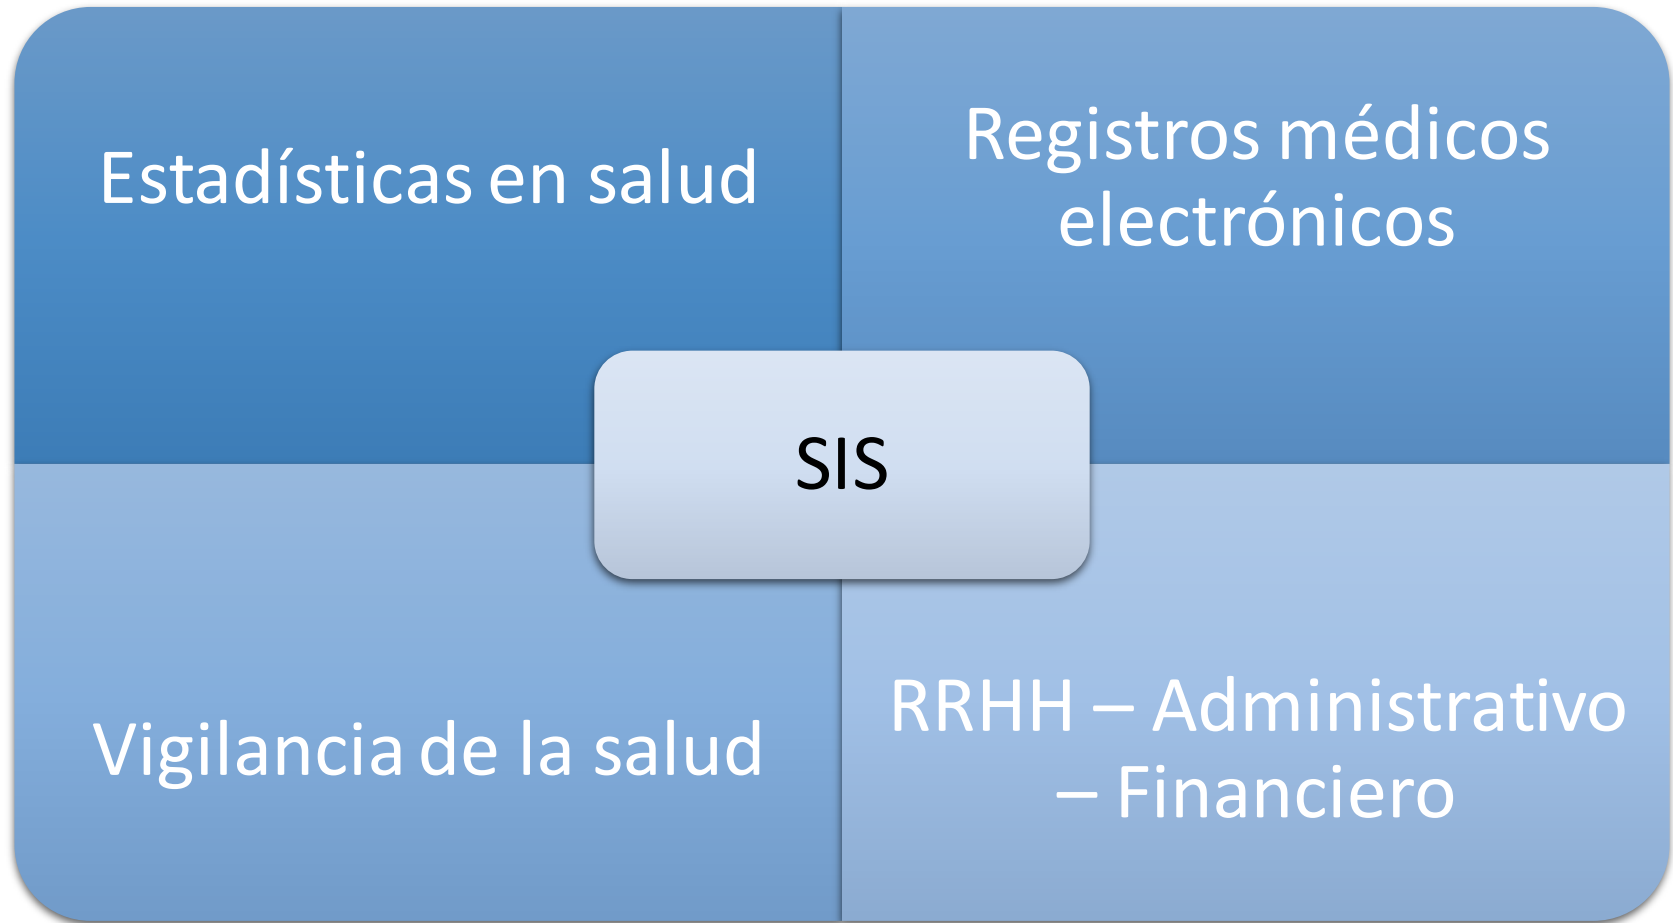 Estadísticas en salud
Registros médicos
electrónicos
SIS
Vigilancia de la salud
RRHH – Administrativo
– Financiero